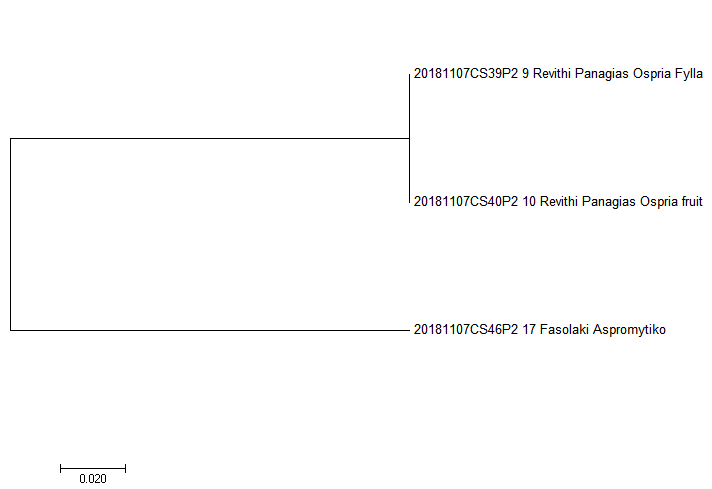 20181107CS39P2 9 Revithi Panagias Ospria Fylla
20181107CS40P2 10 Revithi Panagias Ospria fruit
20181107CS46P2 17 Fasolaki Aspromytiko
0.020